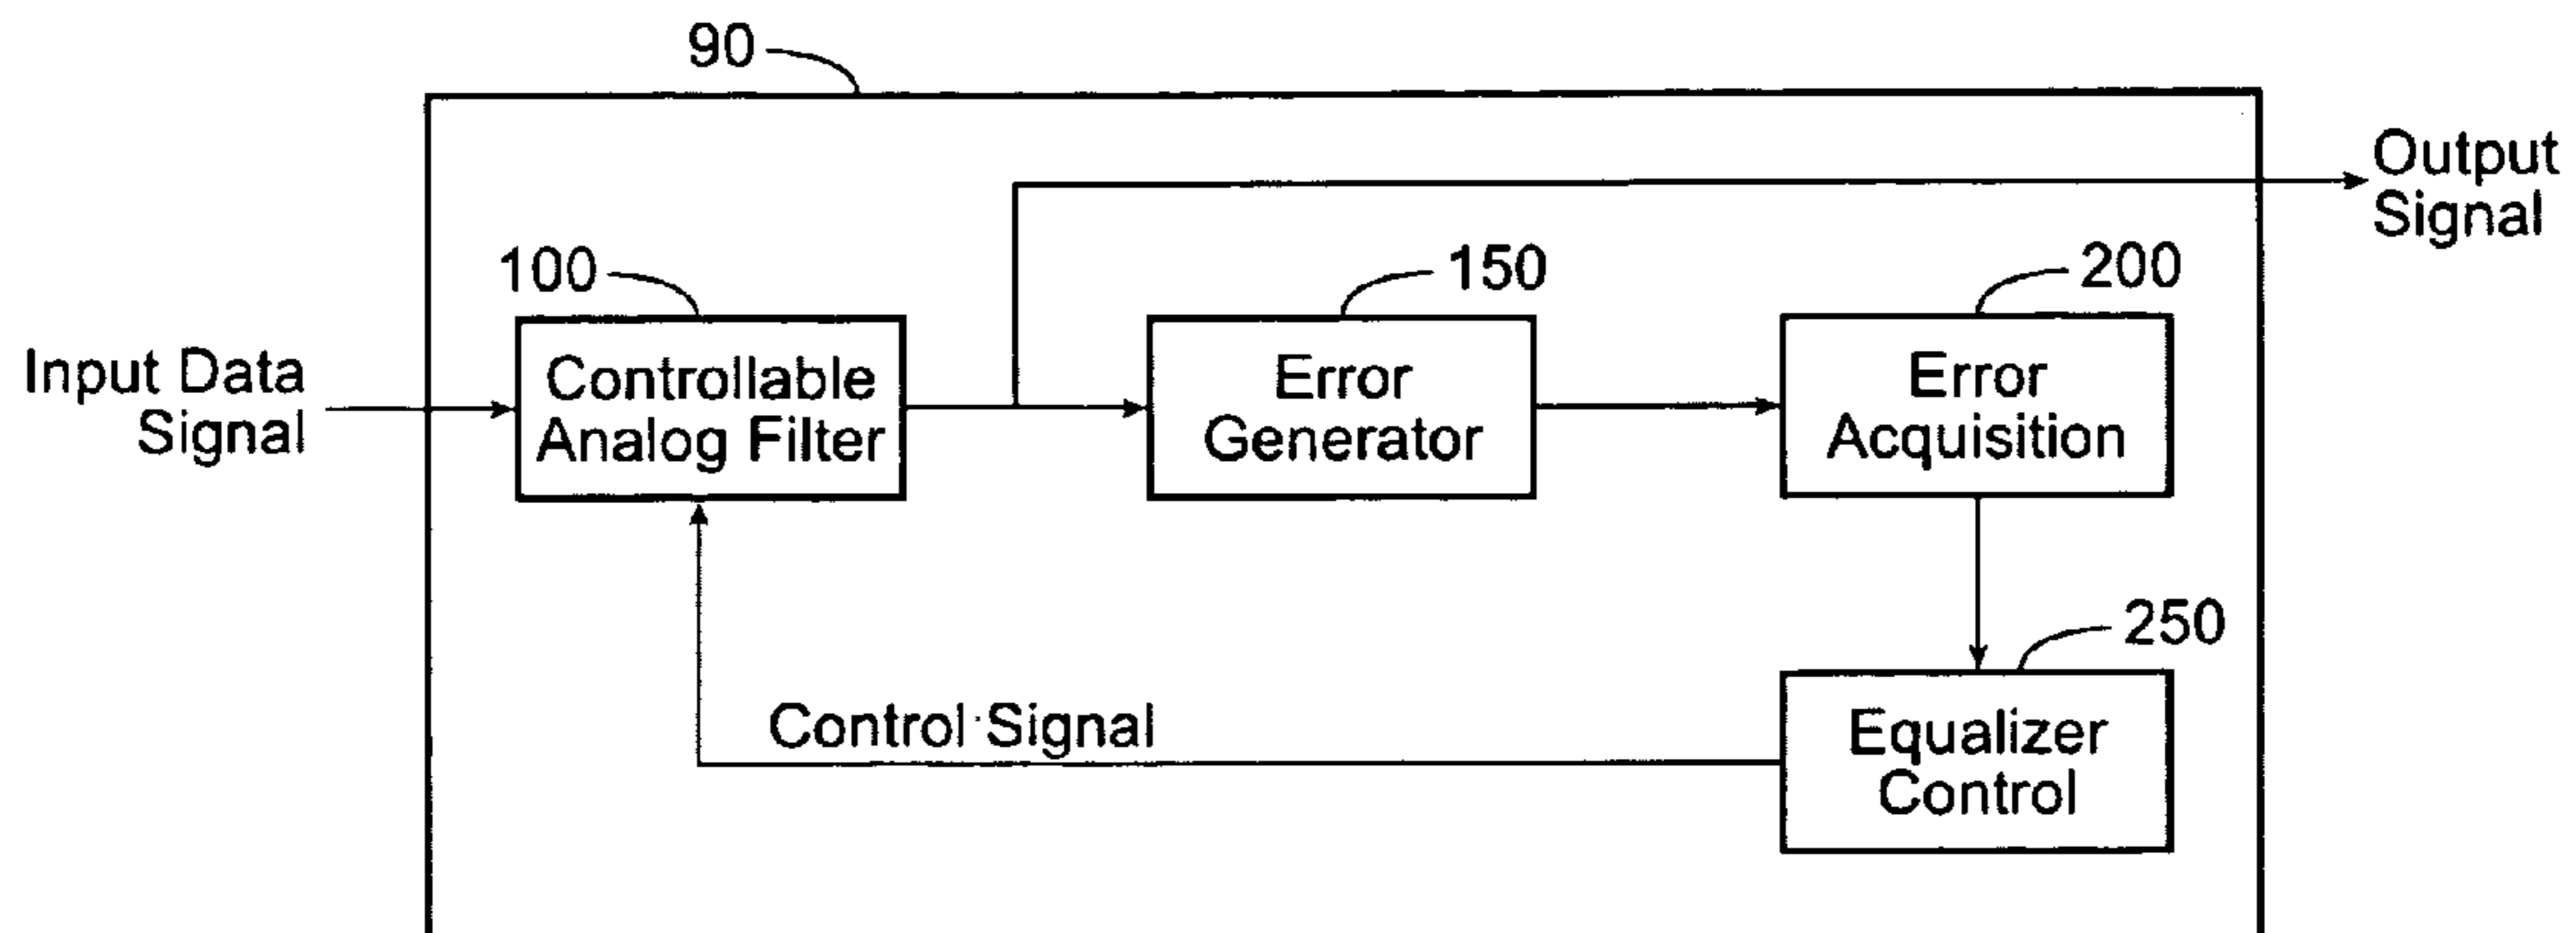 90
Output
Signal
100
150
200
Input Data
Signal
Controllable
Analog Filter
Error
Generator
Error
Acquisition
250
Control Signal
Equalizer
Control